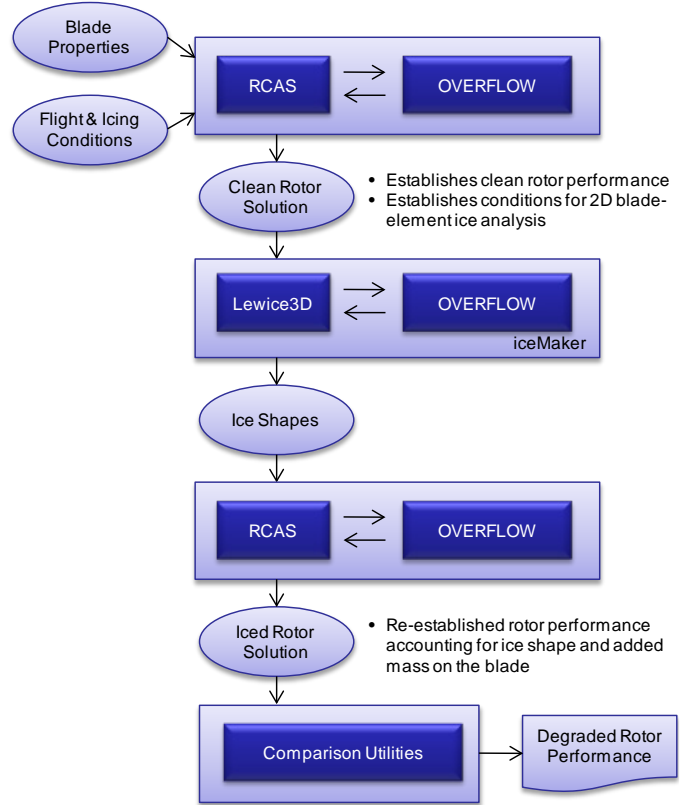 Blade
Properties
Flight & Icing
Conditions
RCAS
OVERFLOW
Clean Rotor
Solution
• Establishes clean rotor performance
• Establishes conditions for 2D blade-
element ice analysis
Lewice3D
OVERFLOW
iceMaker
Ice Shapes
RCAS
OVERFLOW
Iced Rotor
Solution
• Re-established rotor performance
accounting for ice shape and added
mass on the blade
Comparison Utilities
Degraded Rotor
Performance